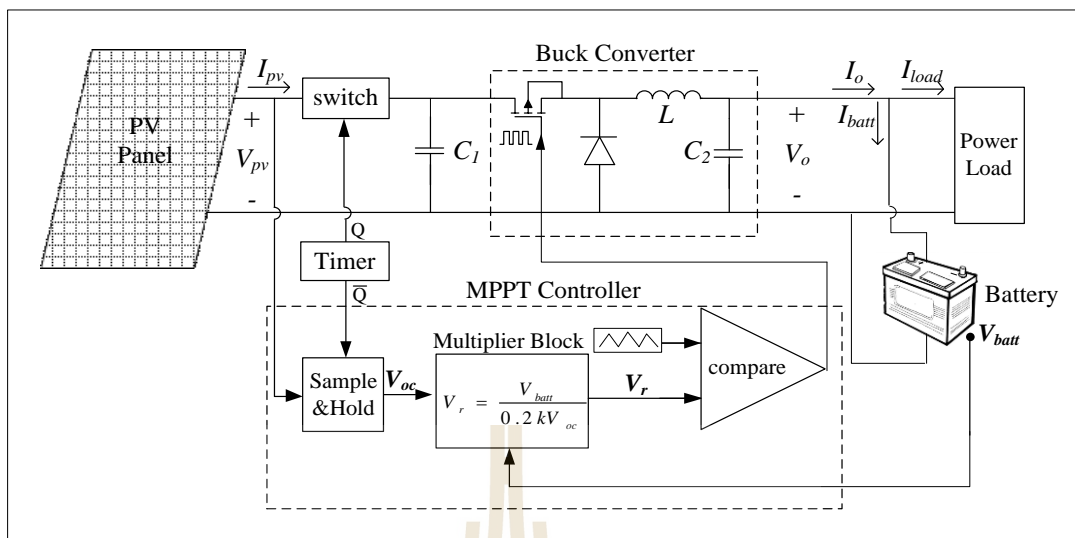 Buck Converter
I_pv
switch
PV
Panel
+
V_pv
-
C_1
L
C_2
+
V_o
-
I_o
I_load
I_batt
Power
Load
Q
Timer
Q̅
MPPT Controller
Battery
V_batt
Multiplier Block
Sample
&Hold
V_oc
V_r = V_batt / 0.2 kV_oc
V_r
compare